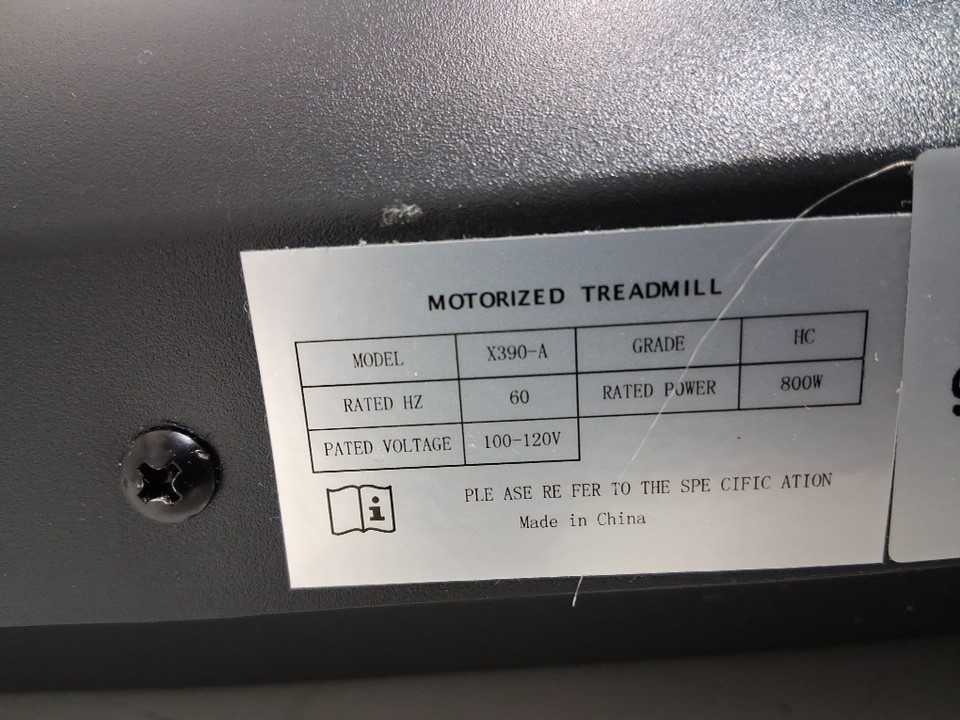 MOTORIZED TREADMILL
MODEL X390-A GRADE HC
RATED HZ 60 RATED POWER 800W
PATED VOLTAGE 100-120V
i
PLE ASE RE FER TO THE SPE CIFIC ATION
Made in China